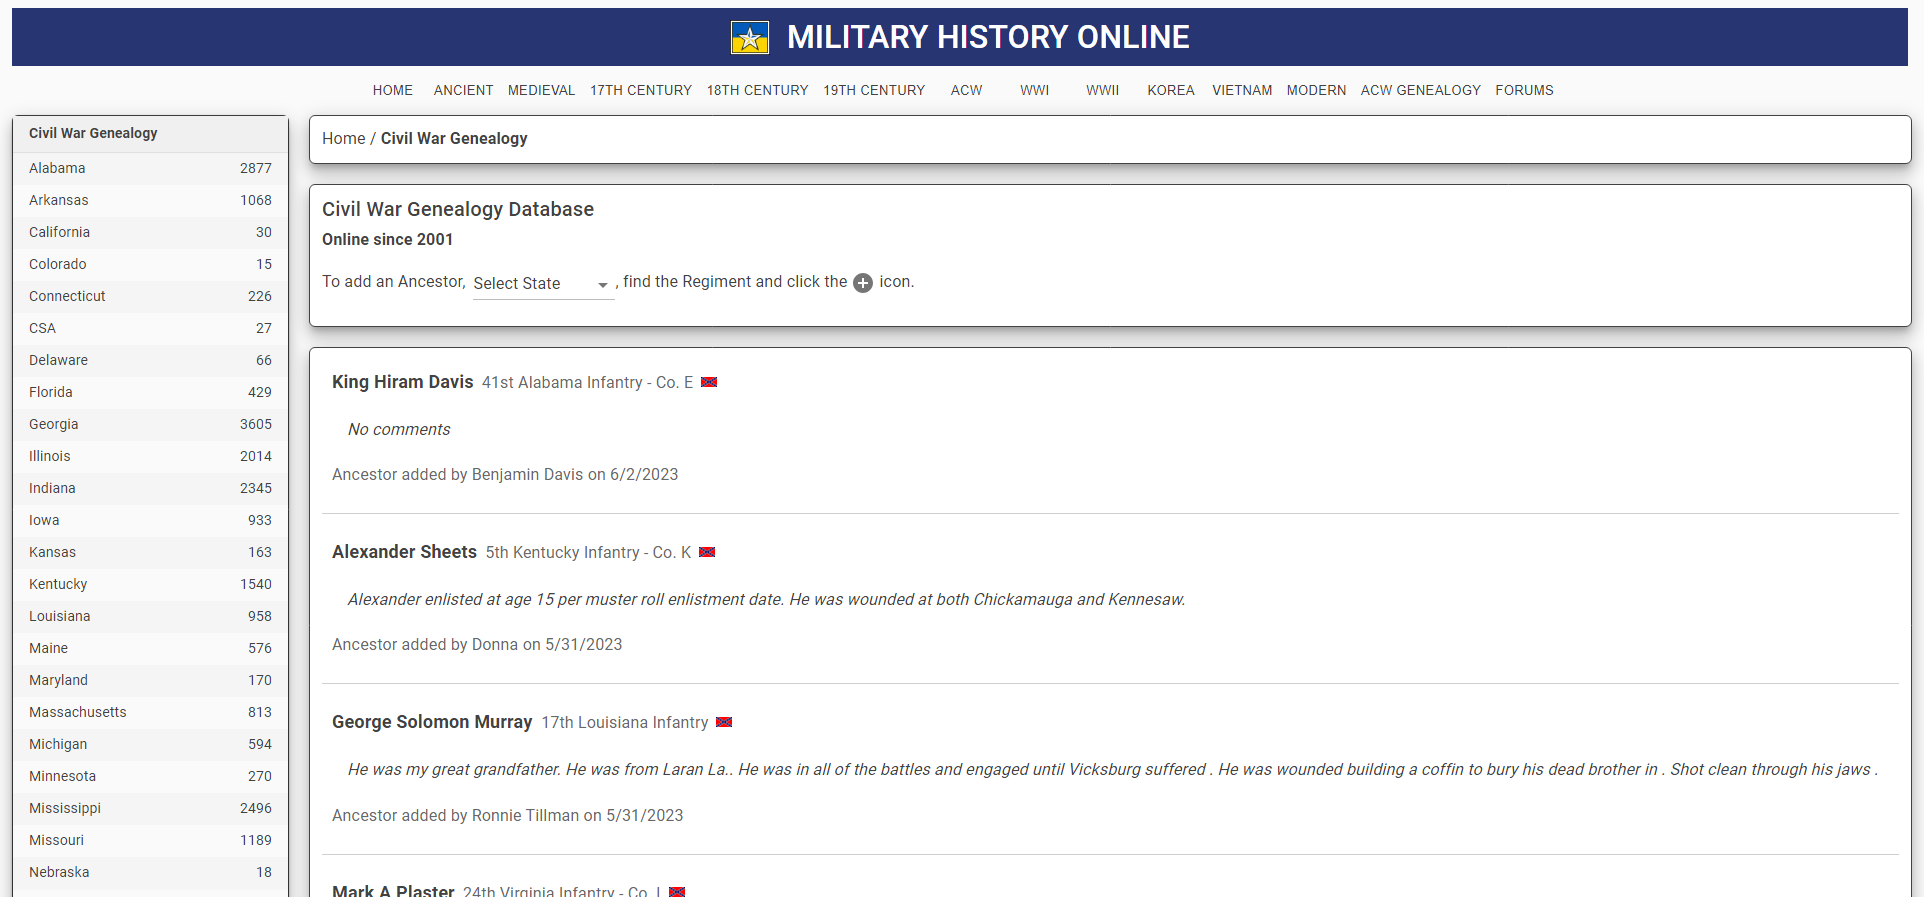 MILITARY HISTORY ONLINE
HOME ANCIENT MEDIEVAL 17TH CENTURY 18TH CENTURY 19TH CENTURY ACW WWI WWII KOREA VIETNAM MODERN ACW GENEALOGY FORUMS
Civil War Genealogy
Alabama 2877
Arkansas 1068
California 30
Colorado 15
Connecticut 226
CSA 27
Delaware 66
Florida 429
Georgia 3605
Illinois 2014
Indiana 2345
Iowa 933
Kansas 163
Kentucky 1540
Louisiana 958
Maine 576
Maryland 170
Massachusetts 813
Michigan 594
Minnesota 270
Mississippi 2496
Missouri 1189
Nebraska 18
Home / Civil War Genealogy
Civil War Genealogy Database
Online since 2001
To add an Ancestor, Select State , find the Regiment and click the icon.
King Hiram Davis 41st Alabama Infantry - Co. E
No comments
Ancestor added by Benjamin Davis on 6/2/2023
Alexander Sheets 5th Kentucky Infantry - Co. K
Alexander enlisted at age 15 per muster roll enlistment date. He was wounded at both Chickamauga and Kennesaw.
Ancestor added by Donna on 5/31/2023
George Solomon Murray 17th Louisiana Infantry
He was my great grandfather. He was from Laran La.. He was in all of the battles and engaged until Vicksburg suffered . He was wounded building a coffin to bury his dead brother in . Shot clean through his jaws .
Ancestor added by Ronnie Tillman on 5/31/2023
Mark A Plaster 24th Virginia Infantry - Co.